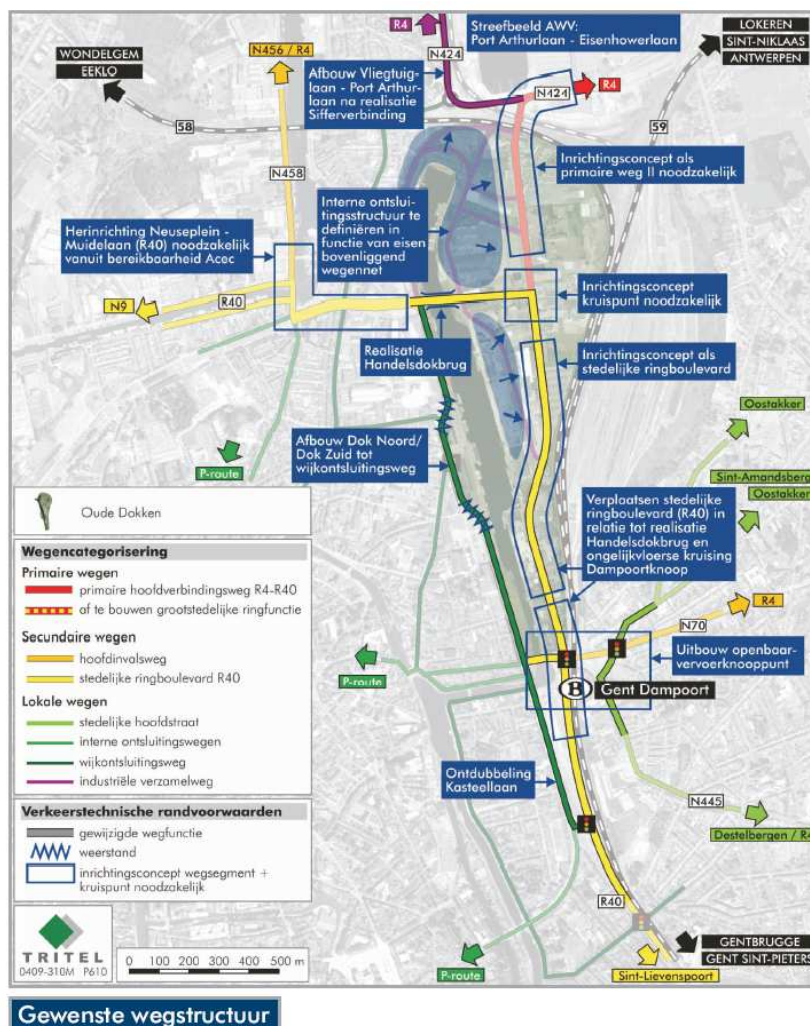 R4
Streefbeeld AWV:
Port Arthurlaan - Eisenhowerlaan
LOKEREN
SINT-NIKLAAS
ANTWERPEN
WONDELGEM
EEKLO
N456 / R4
N424
Afbouw Vliegtuig-
laan - Port Arthur-
laan na realisatie
Sifferverbinding
N424
R4
58
59
N458
Inrichtingsconcept als
primaire weg II noodzakelijk
Interne ontslui-
tingsstructuur te
definiëren in
functie van eisen
bovenliggend
wegennet
Herinrichting Neuseplein -
Muidelaan (R40) noodzakelijk
vanuit bereikbaarheid Acec
Inrichtingsconcept
kruispunt noodzakelijk
N9
R40
Realisatie
Handelsdokbrug
Inrichtingsconcept als
stedelijke ringboulevard
Oostakker
Afbouw Dok Noord/
Dok Zuid tot
wijkontsluitingsweg
P-route
Sint-Amandsberg
Oostakker
Verplaatsen stedelijke
ringboulevard (R40) in
relatie tot realisatie
Handelsdokbrug en
ongelijkvloerse kruising
Dampoortknoop
R4
N70
Uitbouw openbaar-
vervoerknooppunt
P-route
B
Gent Dampoort
Ontdubbeling
Kasteellaan
N445
Destelbergen / R4
R40
GENTBRUGGE
GENT SINT-PIETERS
P-route
Sint-Lievenspoort
Oude Dokken
Wegencategorisering
Primaire wegen
primaire hoofdverbindingsweg R4-R40
of te bouwen grootstedelijke ringfunctie
Secundaire wegen
hoofdinvalsweg
stedelijke ringboulevard R40
Lokale wegen
stedelijke hoofdstraat
interne ontsluitingswegen
wijkontsluitingsweg
industriële verzamelweg
Verkeerstechnische randvoorwaarden
gewijzigde wegfunctie
weerstand
inrichtingsconcept wegsegment +
kruispunt noodzakelijk
TRITEL
0409-310M P610
0 100 200 300 400 500 m
Gewenste wegstructuur